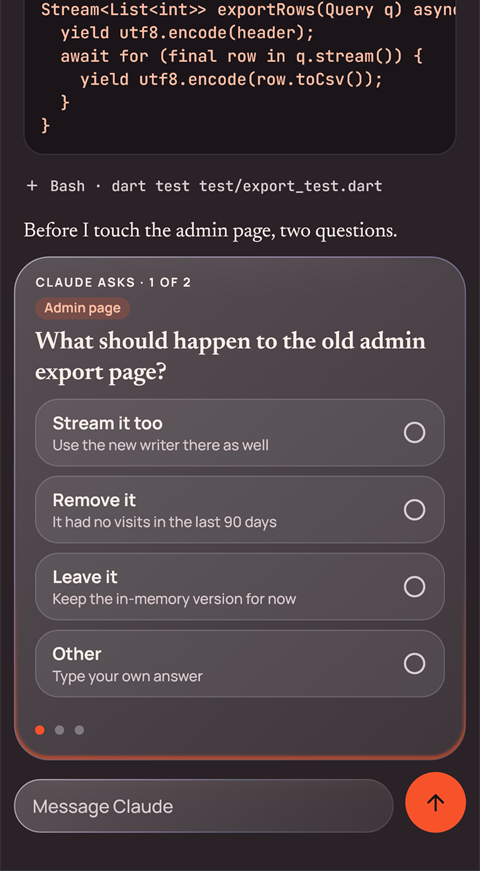 Stream<List<int>> exportRows(Query q) async
  yield utf8.encode(header);
  await for (final row in q.stream()) {
    yield utf8.encode(row.toCsv());
  }
}
+ Bash · dart test test/export_test.dart
Before I touch the admin page, two questions.
CLAUDE ASKS · 1 OF 2
Admin page
What should happen to the old admin
export page?
Stream it too
Use the new writer there as well
Remove it
It had no visits in the last 90 days
Leave it
Keep the in-memory version for now
Other
Type your own answer
Message Claude